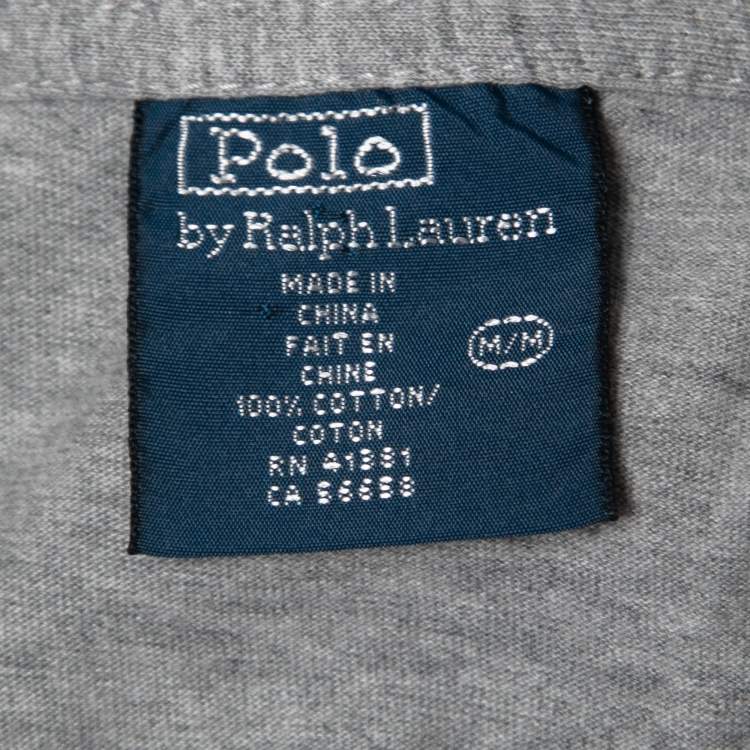 Polo
by Ralph Lauren
MADE IN
CHINA
FAIT EN
CHINE
M/M
100% COTTON/
COTON
RN 41381
CA 56658